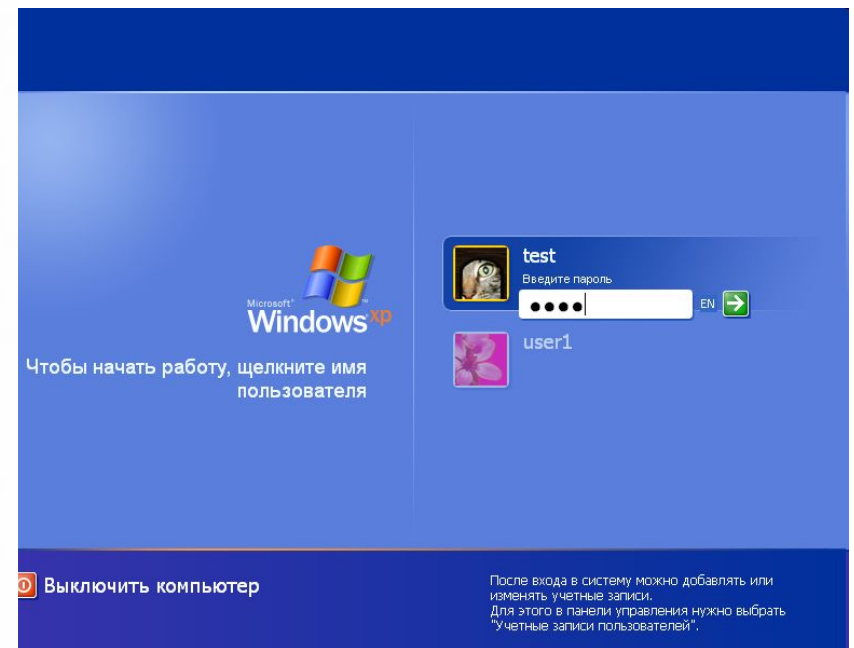 Microsoft®
Windows xp
Чтобы начать работу, щелкните имя
пользователя
test
Введите пароль
EN
user1
Выключить компьютер
После входа в систему можно добавлять или
изменять учетные записи.
Для этого в панели управления нужно выбрать
"Учетные записи пользователей".